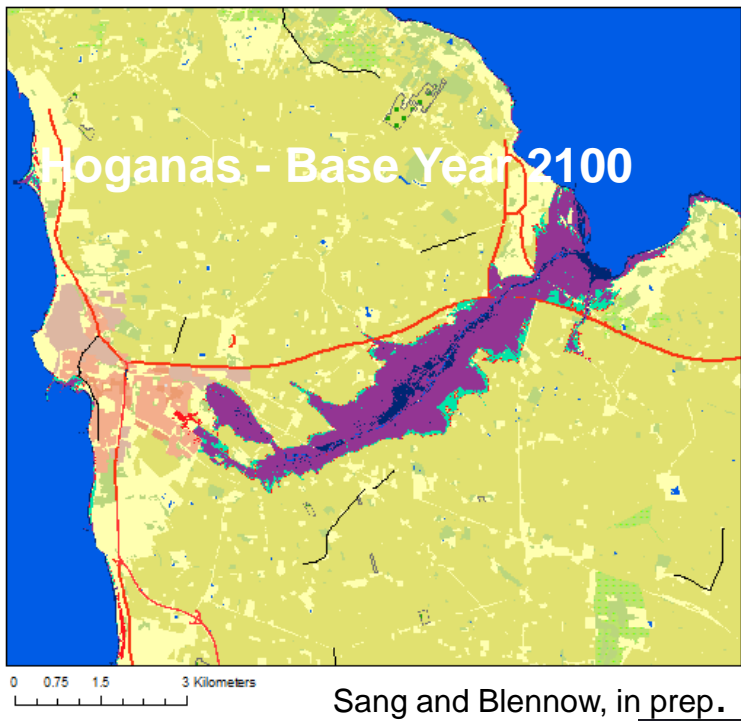 Hoganas - Base Year 2100
0 0.75 1.5 3 Kilometers
Sang and Blennow, in prep.